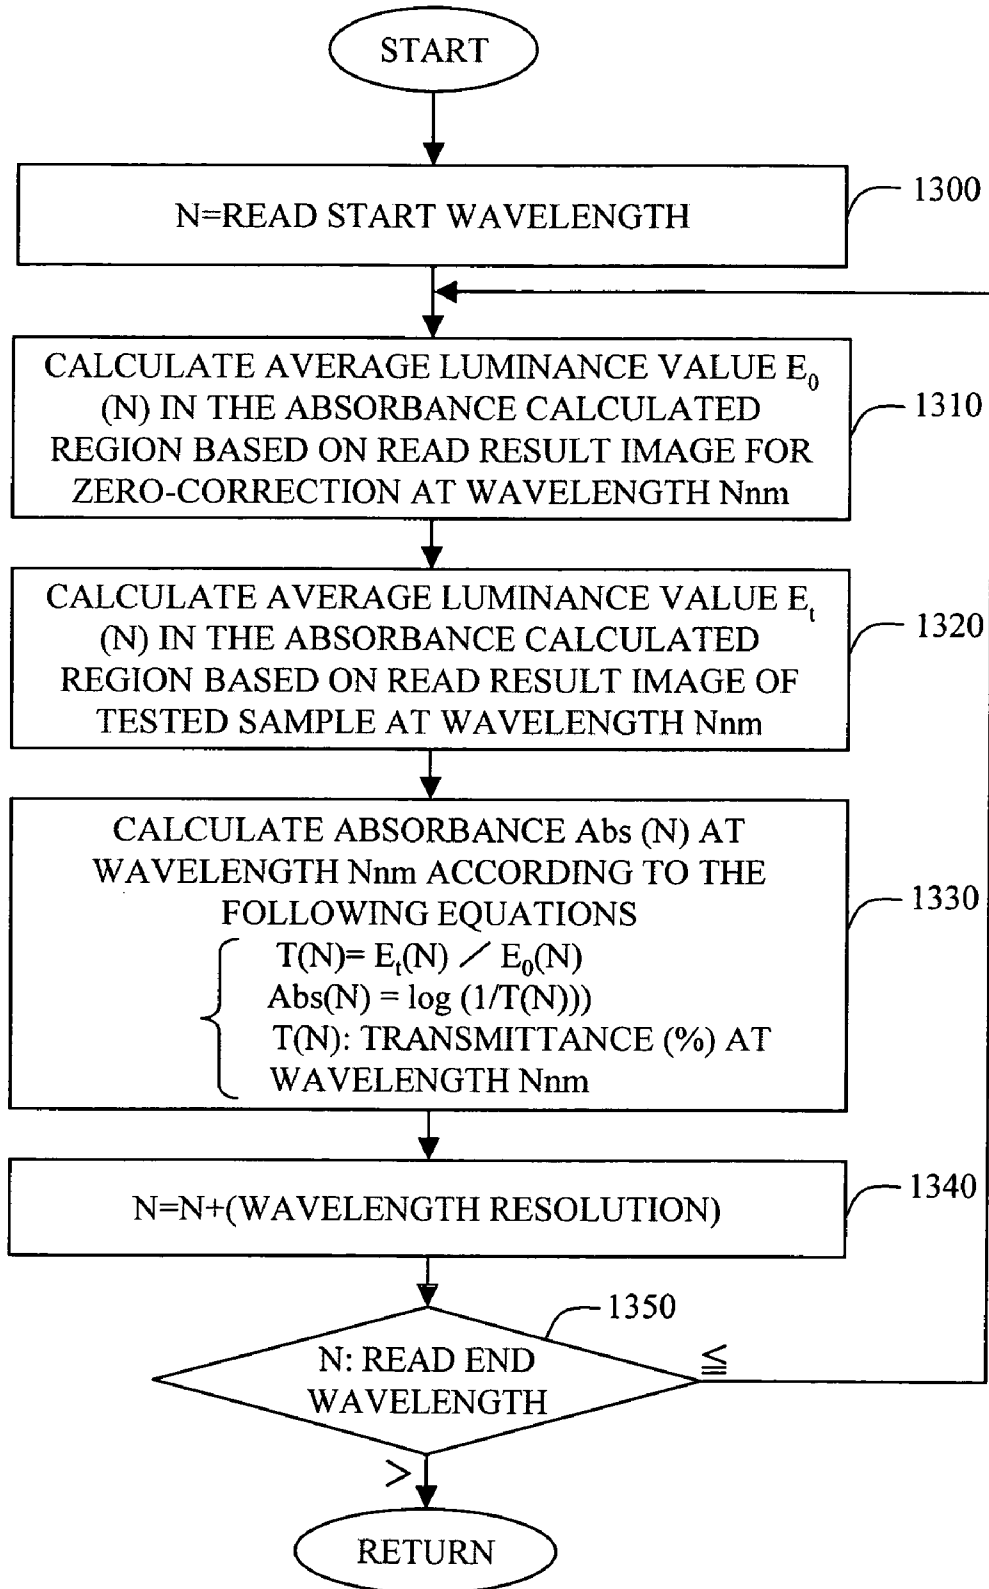 START
N=READ START WAVELENGTH
1300
CALCULATE AVERAGE LUMINANCE VALUE E₀
(N) IN THE ABSORBANCE CALCULATED
REGION BASED ON READ RESULT IMAGE FOR
ZERO-CORRECTION AT WAVELENGTH Nnm
1310
CALCULATE AVERAGE LUMINANCE VALUE Eₜ
(N) IN THE ABSORBANCE CALCULATED
REGION BASED ON READ RESULT IMAGE OF
TESTED SAMPLE AT WAVELENGTH Nnm
1320
CALCULATE ABSORBANCE Abs (N) AT
WAVELENGTH Nnm ACCORDING TO THE
FOLLOWING EQUATIONS
T(N)= Eₜ(N) ／ E₀(N)
Abs(N) = log (1/T(N)))
T(N): TRANSMITTANCE (%) AT
WAVELENGTH Nnm
1330
N=N+(WAVELENGTH RESOLUTION)
1340
1350
N: READ END
WAVELENGTH
≦
>
RETURN